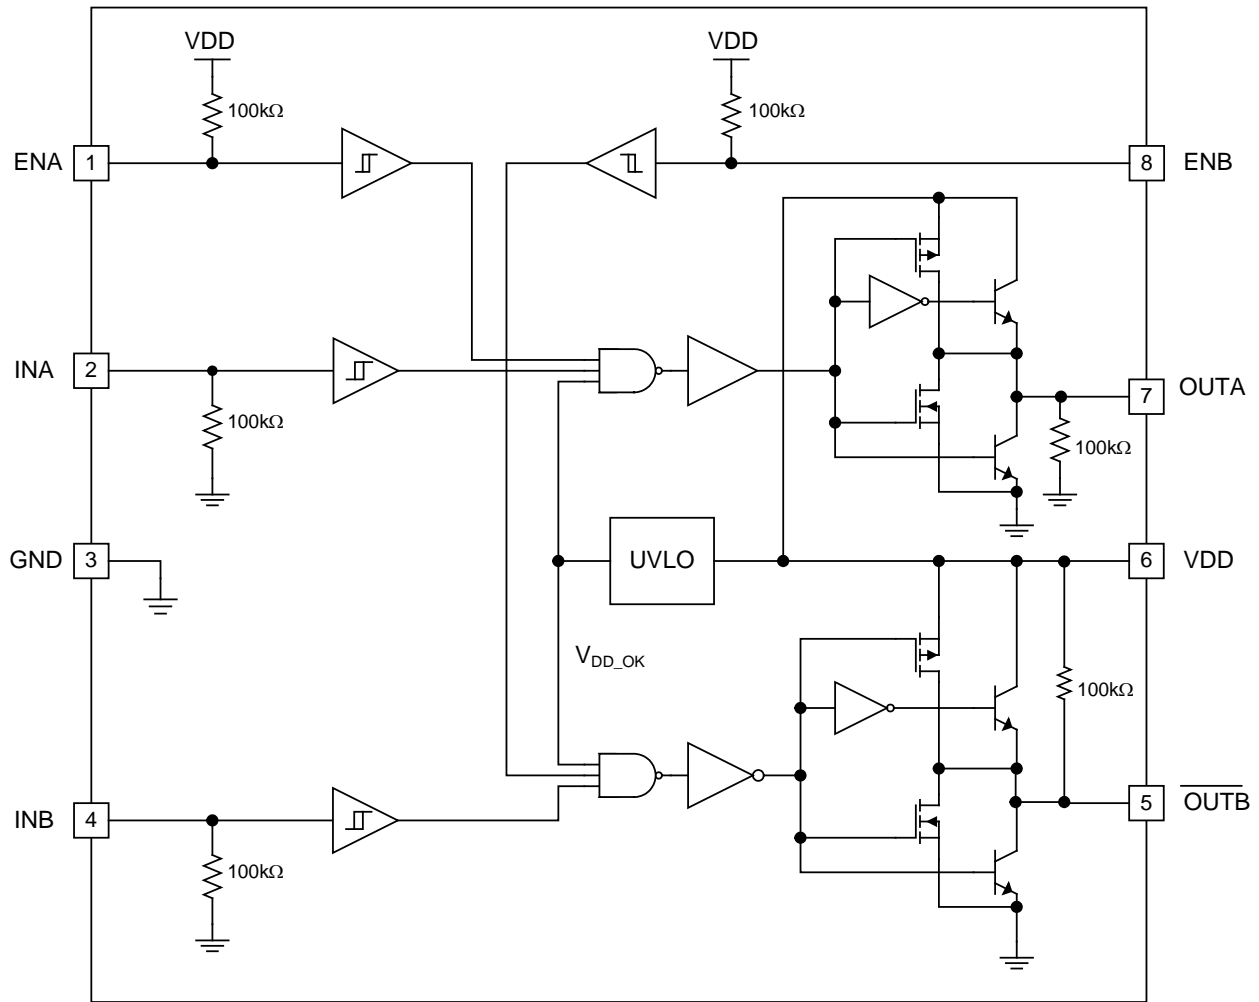 VDD
100kΩ
VDD
100kΩ
ENA
1
8
ENB
INA
2
100kΩ
7
OUTA
100kΩ
GND
3
UVLO
6
VDD
VDD_OK
100kΩ
INB
4
100kΩ
5
OUTB